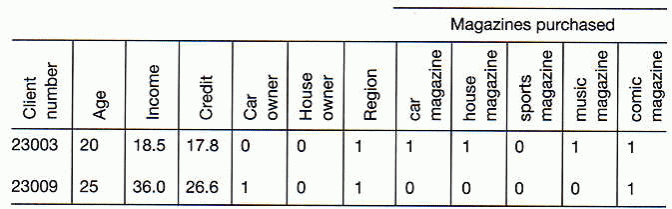 Magazines purchased
Client number Age Income Credit Car owner House owner Region car magazine house magazine sports magazine music magazine comic magazine
23003 20 18.5 17.8 0 0 1 1 1 0 1 1
23009 25 36.0 26.6 1 0 1 0 0 0 0 1